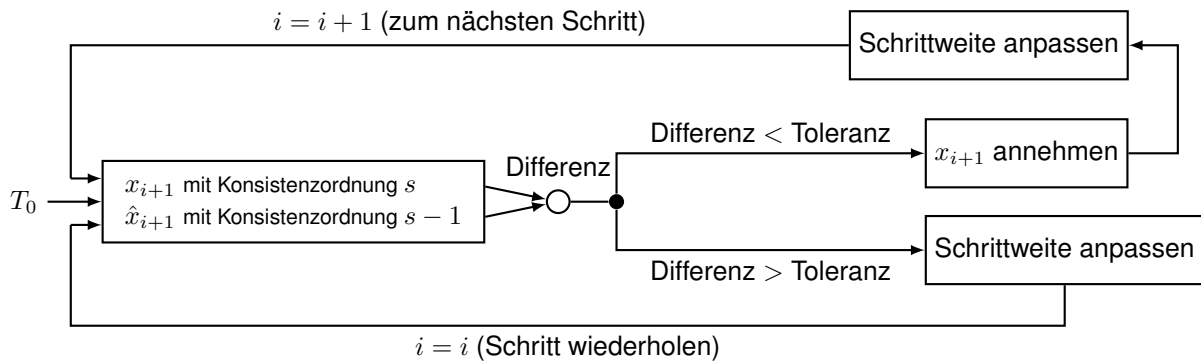 $i = i + 1$ (zum nächsten Schritt)
Schrittweite anpassen
Differenz < Toleranz
$x_{i+1}$ annehmen
Differenz
$x_{i+1}$ mit Konsistenzordnung $s$
$T_0$
$\hat{x}_{i+1}$ mit Konsistenzordnung $s - 1$
Schrittweite anpassen
Differenz > Toleranz
$i = i$ (Schritt wiederholen)